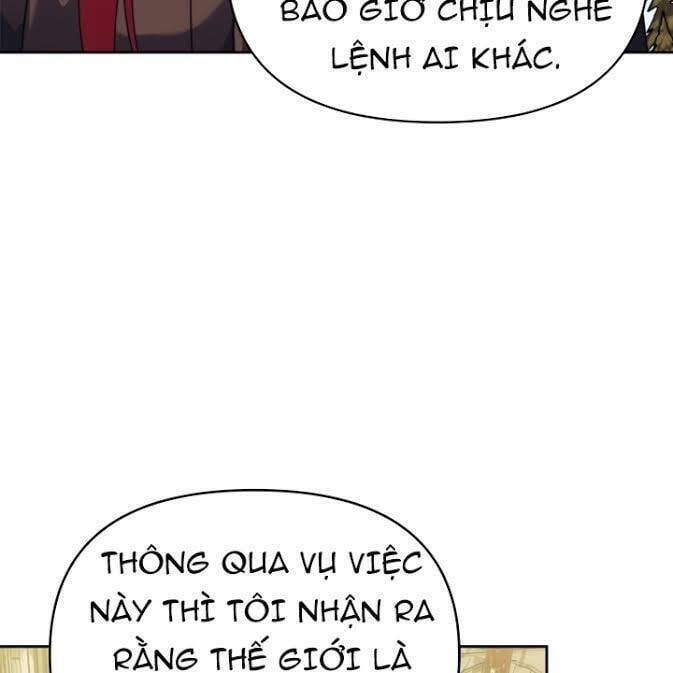 BAO GIỜ CHỊU NGHE
LỆNH AI KHÁC.
THÔNG QUA VỤ VIỆC
NÀY THÌ TÔI NHẬN RA
RẰNG THẾ GIỚI LÀ